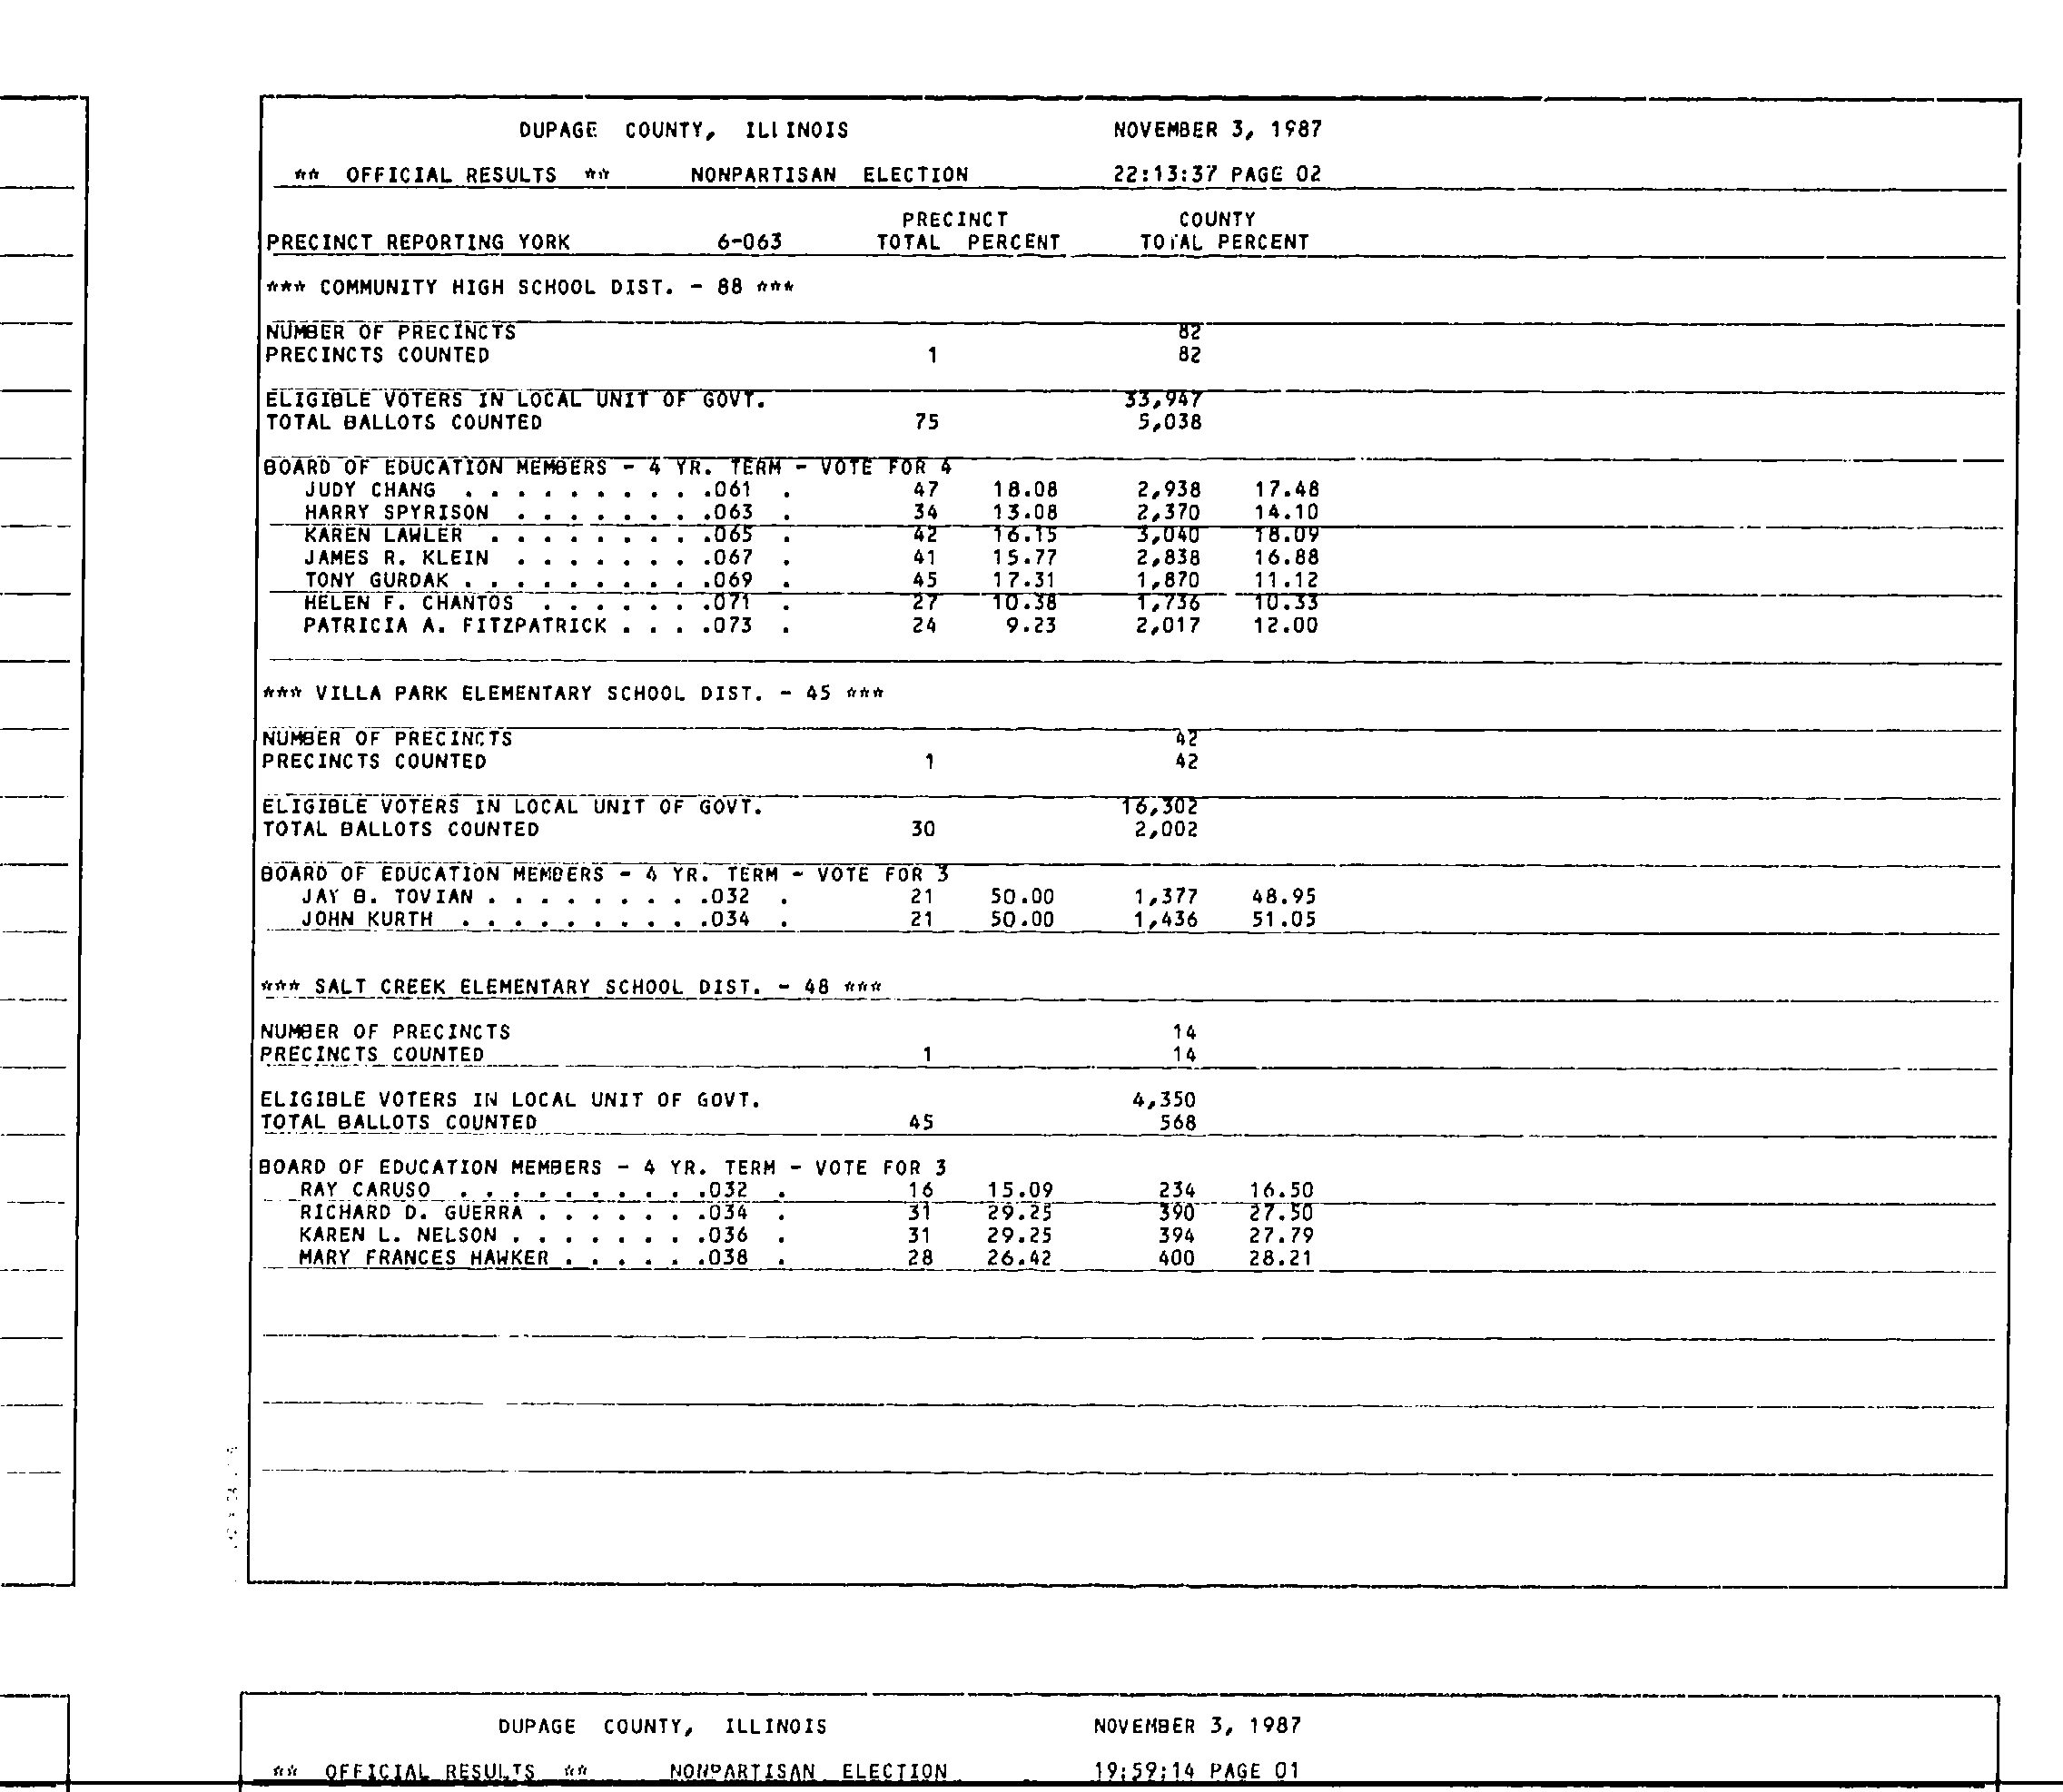 DUPAGE COUNTY, ILLINOIS NOVEMBER 3, 1987
** OFFICIAL RESULTS ** NONPARTISAN ELECTION 22:13:37 PAGE 02
PRECINCT COUNTY
PRECINCT REPORTING YORK 6-063 TOTAL PERCENT TOTAL PERCENT
*** COMMUNITY HIGH SCHOOL DIST. - 88 ***
NUMBER OF PRECINCTS 82
PRECINCTS COUNTED 1 82
ELIGIBLE VOTERS IN LOCAL UNIT OF GOVT. 33,947
TOTAL BALLOTS COUNTED 75 5,038
BOARD OF EDUCATION MEMBERS - 4 YR. TERM - VOTE FOR 4
JUDY CHANG . . . . . . . . . .061 . 47 18.08 2,938 17.48
HARRY SPYRISON . . . . . . . .063 . 34 13.08 2,370 14.10
KAREN LAWLER . . . . . . . . .065 . 42 16.15 3,040 18.09
JAMES R. KLEIN . . . . . . . .067 . 41 15.77 2,838 16.88
TONY GURDAK . . . . . . . . . .069 . 45 17.31 1,870 11.12
HELEN F. CHANTOS . . . . . . .071 . 27 10.38 1,736 10.33
PATRICIA A. FITZPATRICK . . . .073 . 24 9.23 2,017 12.00
*** VILLA PARK ELEMENTARY SCHOOL DIST. - 45 ***
NUMBER OF PRECINCTS 42
PRECINCTS COUNTED 1 42
ELIGIBLE VOTERS IN LOCAL UNIT OF GOVT. 16,302
TOTAL BALLOTS COUNTED 30 2,002
BOARD OF EDUCATION MEMBERS - 4 YR. TERM - VOTE FOR 3
JAY B. TOVIAN . . . . . . . . .032 . 21 50.00 1,377 48.95
JOHN KURTH . . . . . . . . . .034 . 21 50.00 1,436 51.05
*** SALT CREEK ELEMENTARY SCHOOL DIST. - 48 ***
NUMBER OF PRECINCTS 14
PRECINCTS COUNTED 1 14
ELIGIBLE VOTERS IN LOCAL UNIT OF GOVT. 4,350
TOTAL BALLOTS COUNTED 45 568
BOARD OF EDUCATION MEMBERS - 4 YR. TERM - VOTE FOR 3
RAY CARUSO . . . . . . . . . .032 . 16 15.09 234 16.50
RICHARD D. GUERRA . . . . . . .034 . 31 29.25 390 27.50
KAREN L. NELSON . . . . . . . .036 . 31 29.25 394 27.79
MARY FRANCES HAWKER . . . . . .038 . 28 26.42 400 28.21
DUPAGE COUNTY, ILLINOIS NOVEMBER 3, 1987
** OFFICIAL RESULTS ** NONPARTISAN ELECTION 19:59:14 PAGE 01